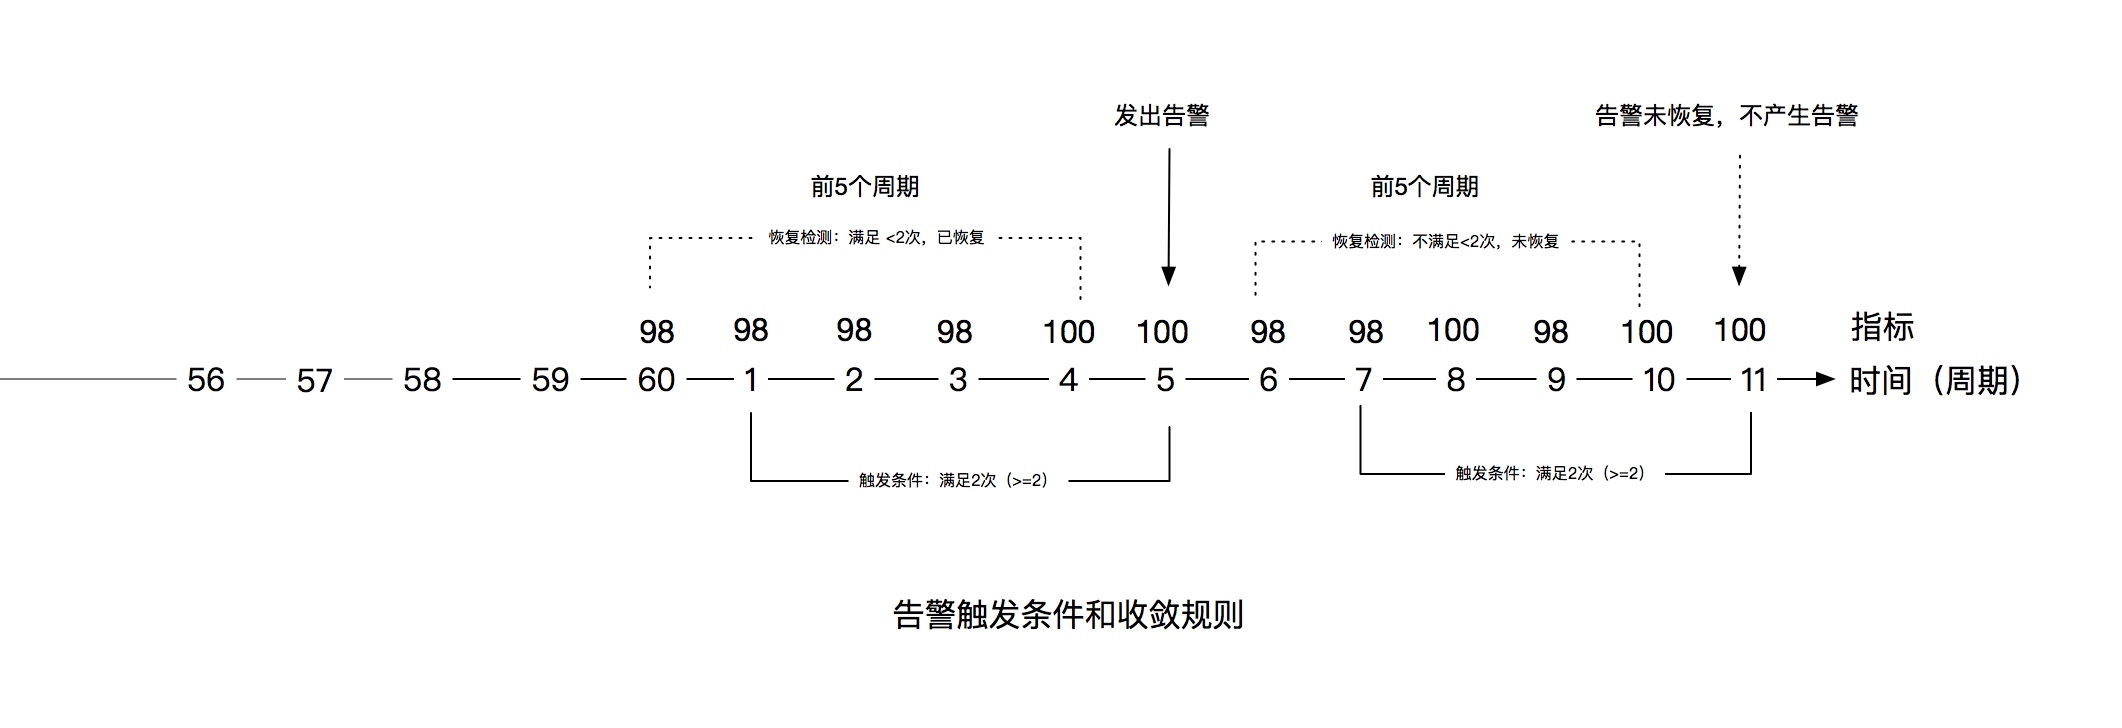 发出告警
告警未恢复，不产生告警
前5个周期
前5个周期
恢复检测：满足 <2次，已恢复
恢复检测：不满足<2次，未恢复
98 98 98 98 100 100 98 98 100 98 100 100 指标
56 57 58 59 60 1 2 3 4 5 6 7 8 9 10 11 时间（周期）
触发条件：满足2次（>=2）
触发条件：满足2次（>=2）
告警触发条件和收敛规则